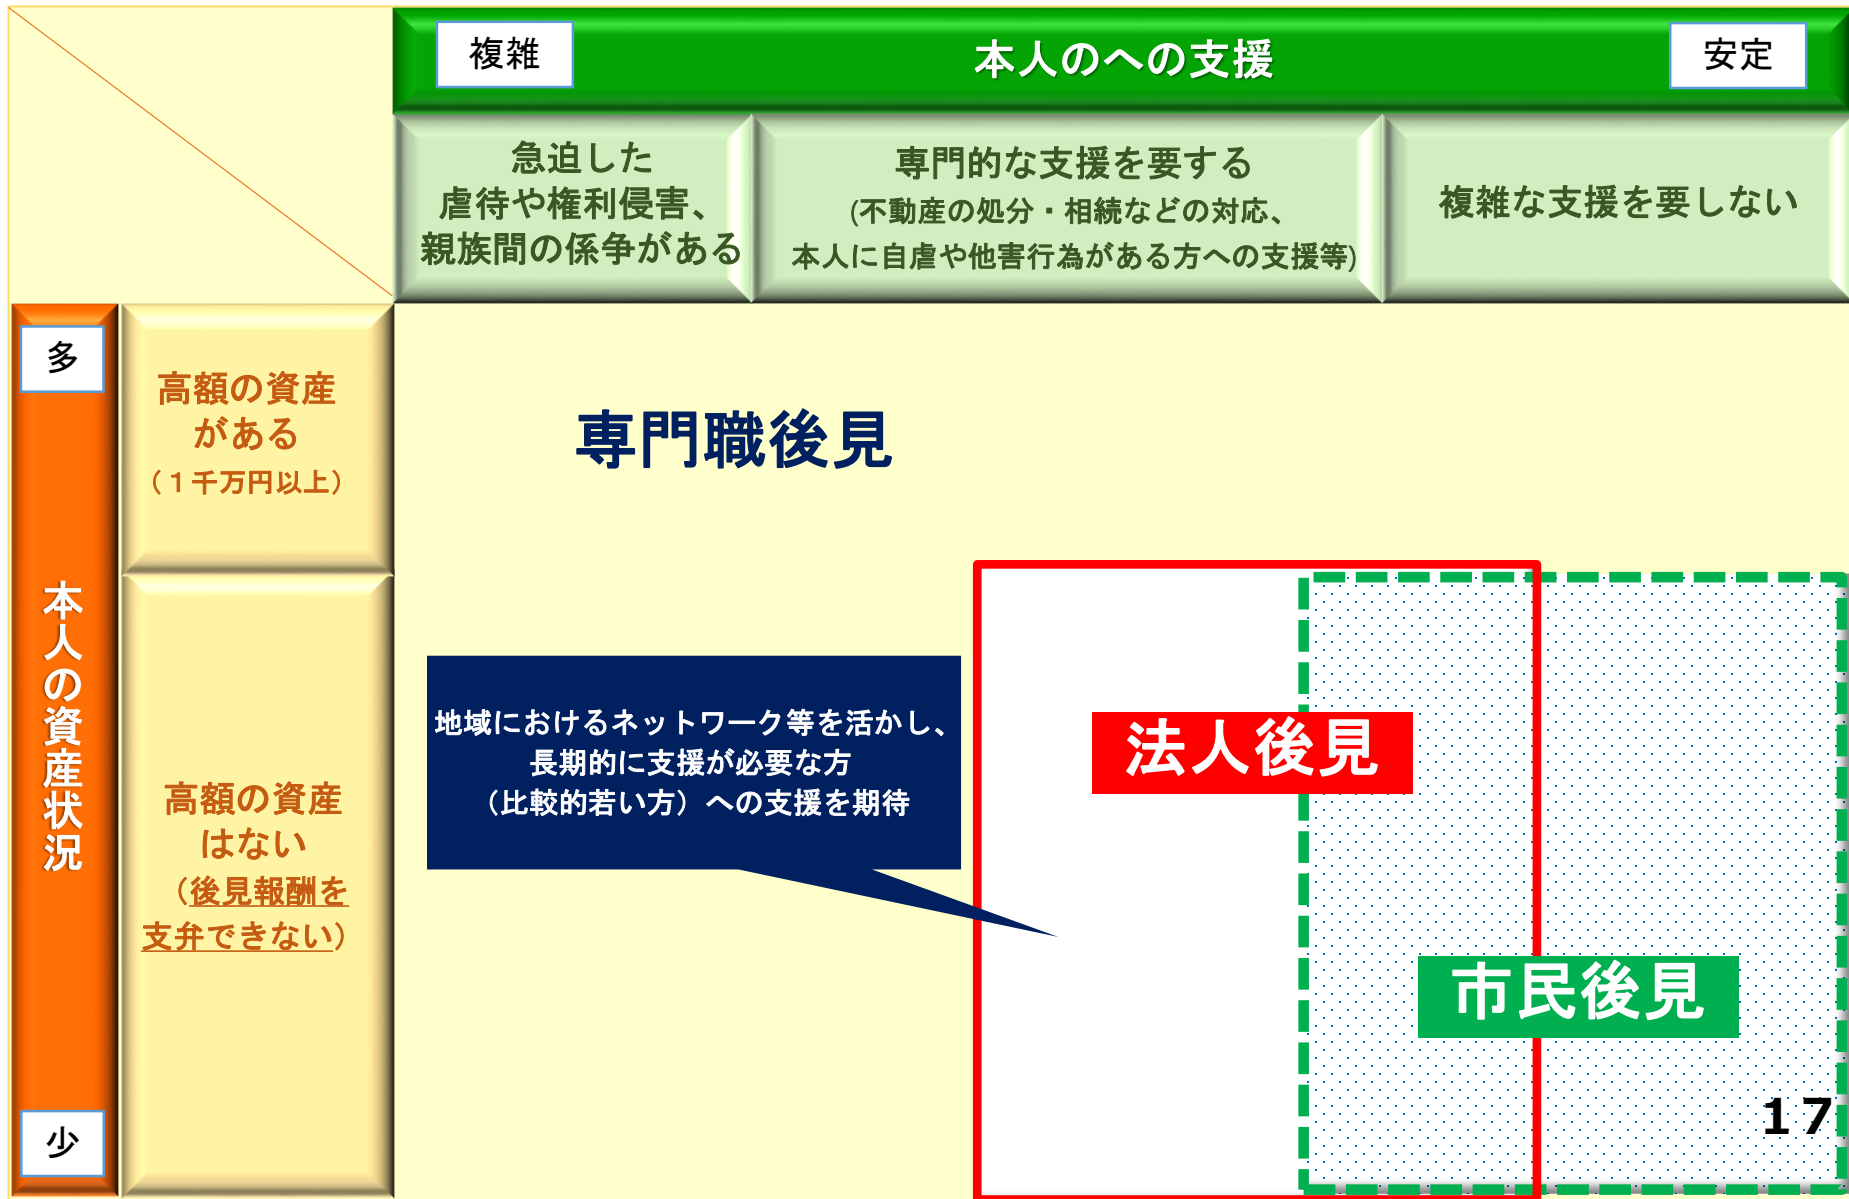 複雑
本人のへの支援
安定
急迫した
虐待や権利侵害、
親族間の係争がある
専門的な支援を要する
(不動産の処分・相続などの対応、
本人に自虐や他害行為がある方への支援等)
複雑な支援を要しない
多
本人の資産状況
少
高額の資産
がある
（１千万円以上）
高額の資産
はない
（後見報酬を
支弁できない）
専門職後見
地域におけるネットワーク等を活かし、
長期的に支援が必要な方
（比較的若い方）への支援を期待
法人後見
市民後見
17